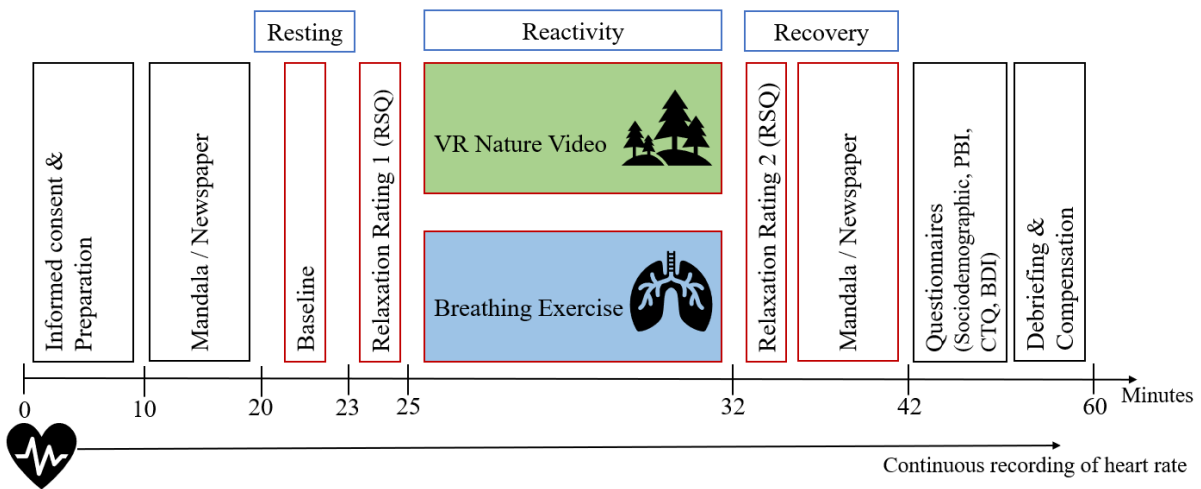 Resting
Reactivity
Recovery
Informed consent &
Preparation
Mandala / Newspaper
Baseline
Relaxation Rating 1 (RSQ)
VR Nature Video
Breathing Exercise
Relaxation Rating 2 (RSQ)
Mandala / Newspaper
Questionnaires
(Sociodemographic, PBI,
CTQ, BDI)
Debriefing &
Compensation
0
10
20
23
25
32
42
60
Minutes
Continuous recording of heart rate